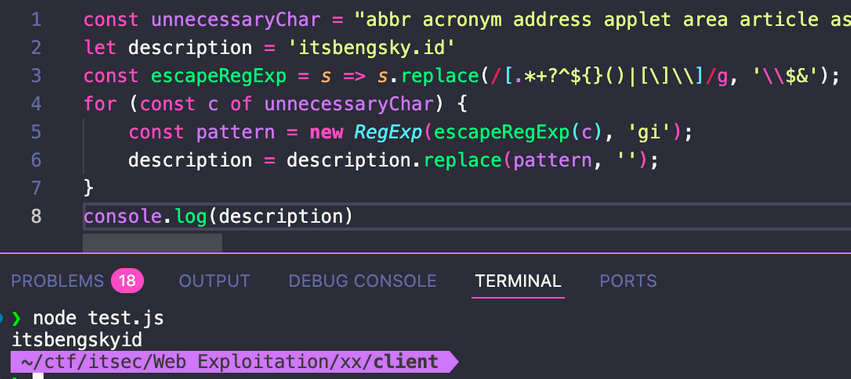 1 const unnecessaryChar = "abbr acronym address applet area article as
2 let description = 'itsbengsky.id'
3 const escapeRegExp = s => s.replace(/[.*+?^${}()|[\]\\]/g, '\\$&');
4 for (const c of unnecessaryChar) {
5 const pattern = new RegExp(escapeRegExp(c), 'gi');
6 description = description.replace(pattern, '');
7 }
8 console.log(description)
PROBLEMS 18 OUTPUT DEBUG CONSOLE TERMINAL PORTS
❯ node test.js
itsbengskyid
~/ctf/itsec/Web Exploitation/xx/client